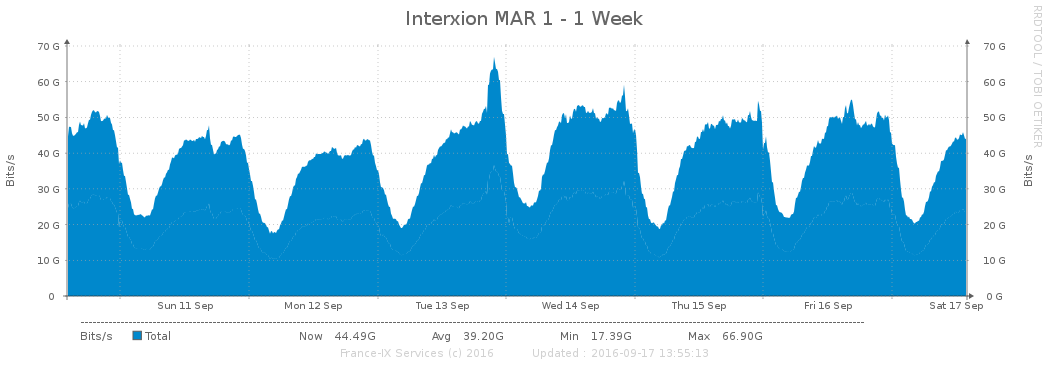 Interxion MAR 1 - 1 Week
RRDTOOL / TOBI OETIKER
70 G 70 G
60 G 60 G
50 G 50 G
40 G 40 G
30 G 30 G
20 G 20 G
10 G 10 G
0 0 G
Bits/s Bits/s
Sun 11 Sep Mon 12 Sep Tue 13 Sep Wed 14 Sep Thu 15 Sep Fri 16 Sep Sat 17 Sep
Bits/s Total Now 44.49G Avg 39.20G Min 17.39G Max 66.90G
France-IX Services (c) 2016 Updated : 2016-09-17 13:55:13